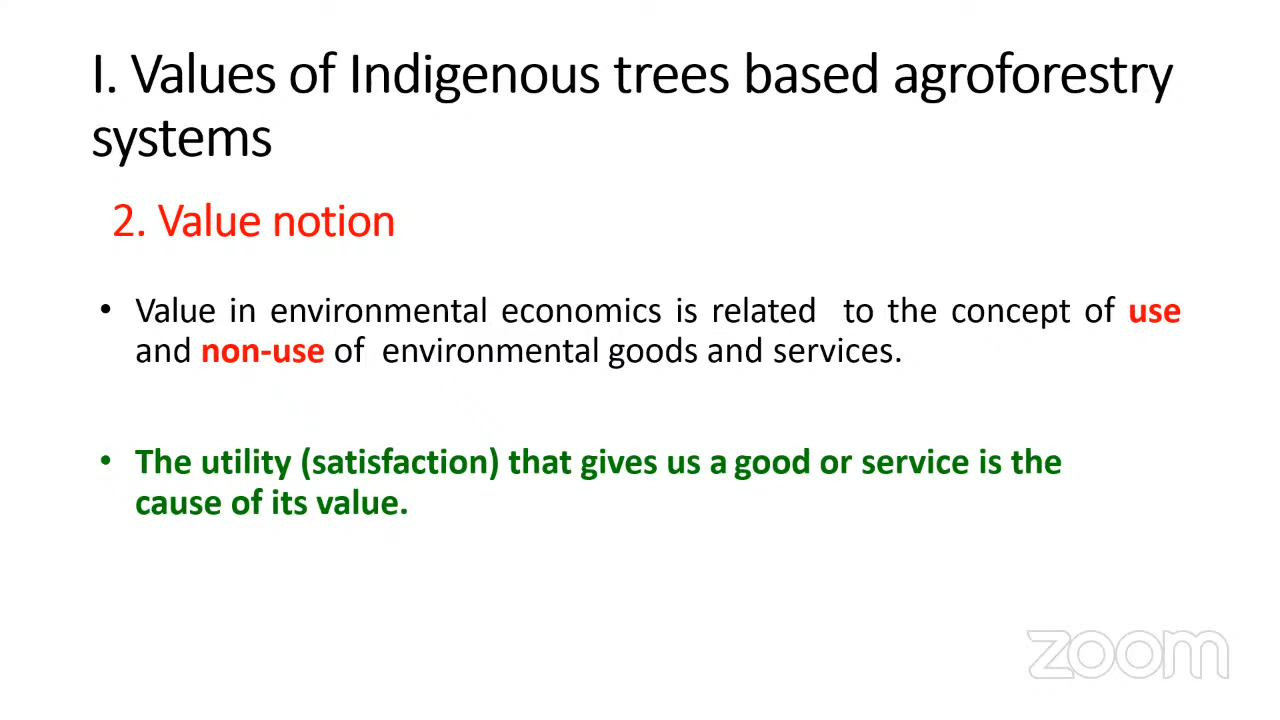 I. Values of Indigenous trees based agroforestry
systems
2. Value notion
• Value in environmental economics is related to the concept of use
and non-use of environmental goods and services.
• The utility (satisfaction) that gives us a good or service is the
cause of its value.
zoom